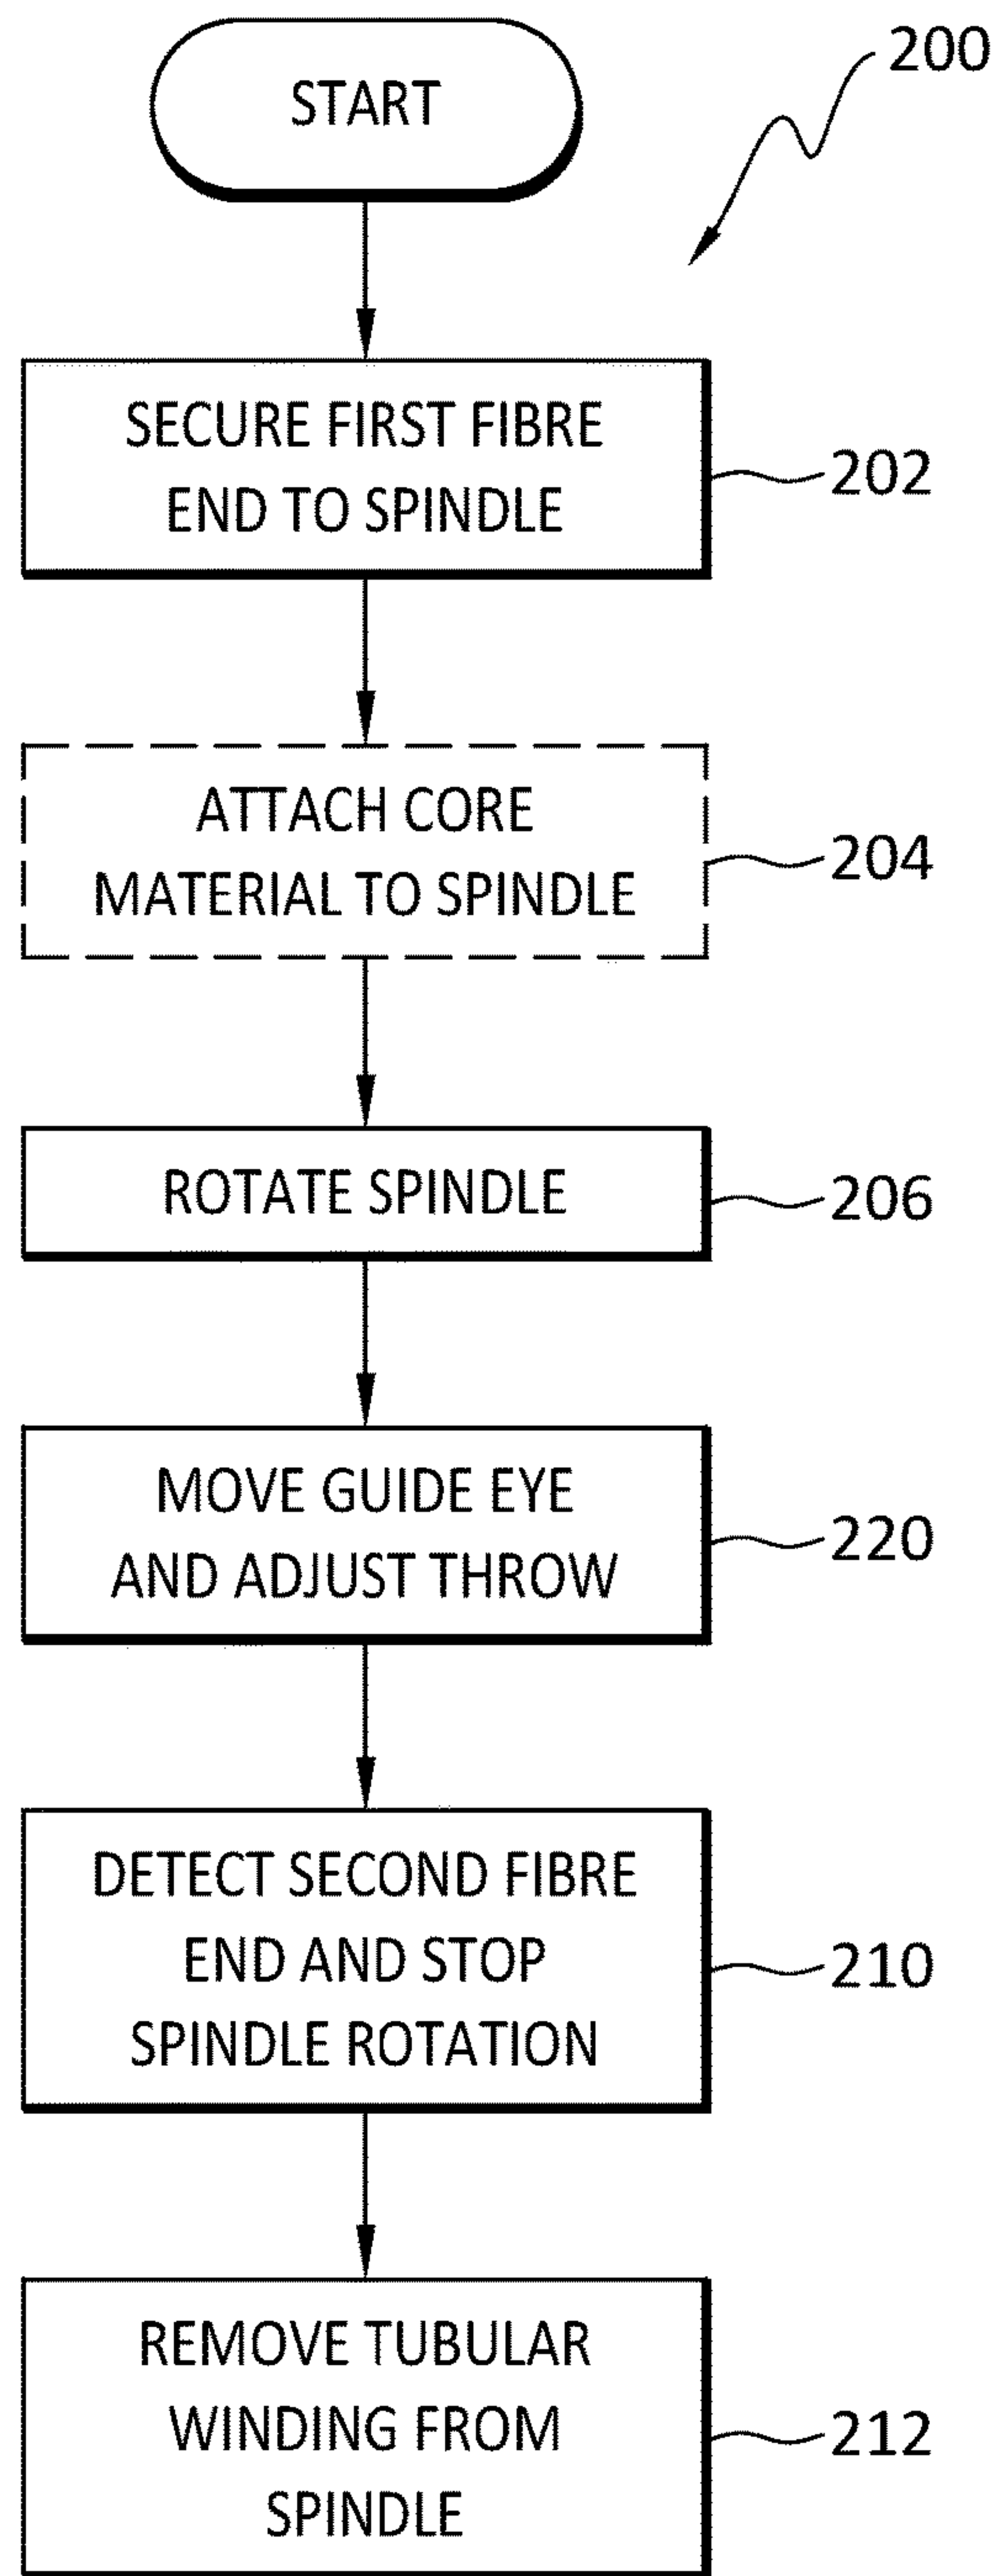 START
200
SECURE FIRST FIBRE
END TO SPINDLE
202
ATTACH CORE
MATERIAL TO SPINDLE
204
ROTATE SPINDLE
206
MOVE GUIDE EYE
AND ADJUST THROW
220
DETECT SECOND FIBRE
END AND STOP
SPINDLE ROTATION
210
REMOVE TUBULAR
WINDING FROM
SPINDLE
212